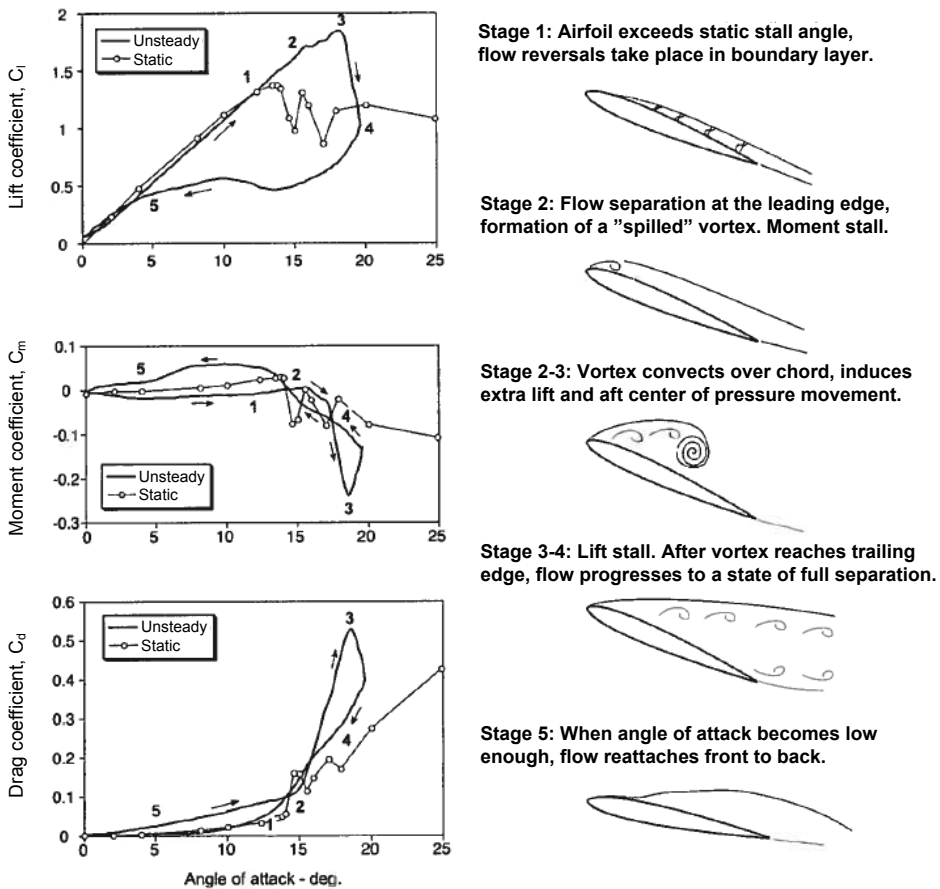 Lift coefficient, Cl
2
1.5
1
0.5
0
Unsteady
Static
1
2
3
4
5
0 5 10 15 20 25
Moment coefficient, Cm
0.1
0
-0.1
-0.2
-0.3
Unsteady
Static
5
1
2
4
3
0 5 10 15 20 25
Drag coefficient, Cd
0.6
0.5
0.4
0.3
0.2
0.1
0
Unsteady
Static
3
4
5
2
1
0 5 10 15 20 25
Angle of attack - deg.
Stage 1: Airfoil exceeds static stall angle,
flow reversals take place in boundary layer.
Stage 2: Flow separation at the leading edge,
formation of a ”spilled” vortex. Moment stall.
Stage 2-3: Vortex convects over chord, induces
extra lift and aft center of pressure movement.
Stage 3-4: Lift stall. After vortex reaches trailing
edge, flow progresses to a state of full separation.
Stage 5: When angle of attack becomes low
enough, flow reattaches front to back.